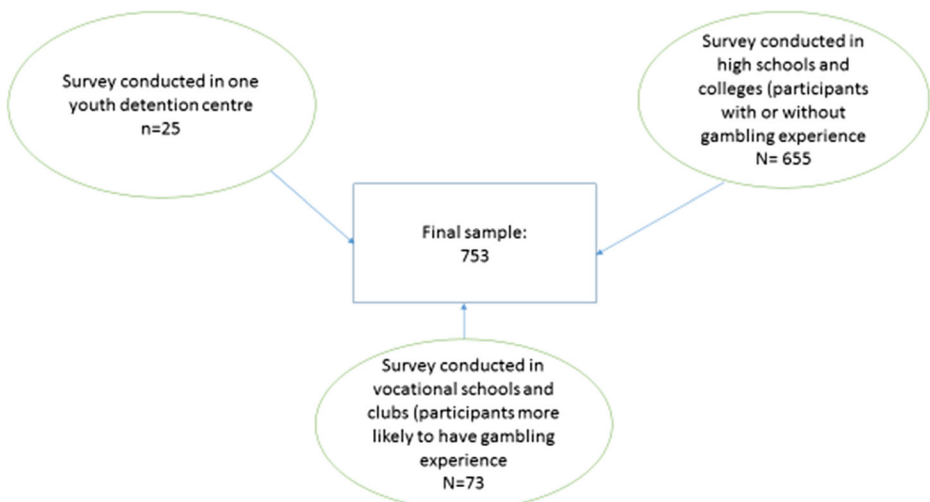 Survey conducted in one
youth detention centre
n=25
Survey conducted in
high schools and
colleges (participants
with or without
gambling experience
N= 655
Final sample:
753
Survey conducted in
vocational schools and
clubs (participants more
likely to have gambling
experience
N=73